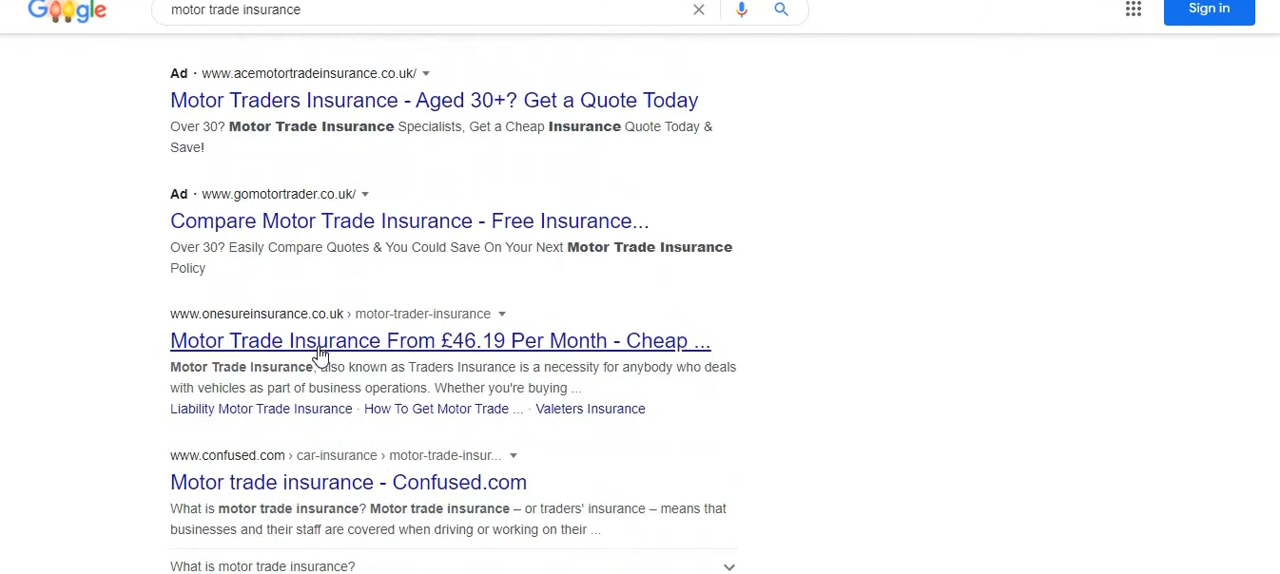 Google
motor trade insurance
Sign in
Ad · www.acemotortradeinsurance.co.uk/
Motor Traders Insurance - Aged 30+? Get a Quote Today
Over 30? Motor Trade Insurance Specialists, Get a Cheap Insurance Quote Today &
Save!
Ad · www.gomotortrader.co.uk/
Compare Motor Trade Insurance - Free Insurance...
Over 30? Easily Compare Quotes & You Could Save On Your Next Motor Trade Insurance
Policy
www.onesureinsurance.co.uk › motor-trader-insurance
Motor Trade Insurance From £46.19 Per Month - Cheap ...
Motor Trade Insurance, also known as Traders Insurance is a necessity for anybody who deals
with vehicles as part of business operations. Whether you're buying ...
Liability Motor Trade Insurance · How To Get Motor Trade ... · Valeters Insurance
www.confused.com › car-insurance › motor-trade-insur...
Motor trade insurance - Confused.com
What is motor trade insurance? Motor trade insurance – or traders' insurance – means that
businesses and their staff are covered when driving or working on their ...
What is motor trade insurance?